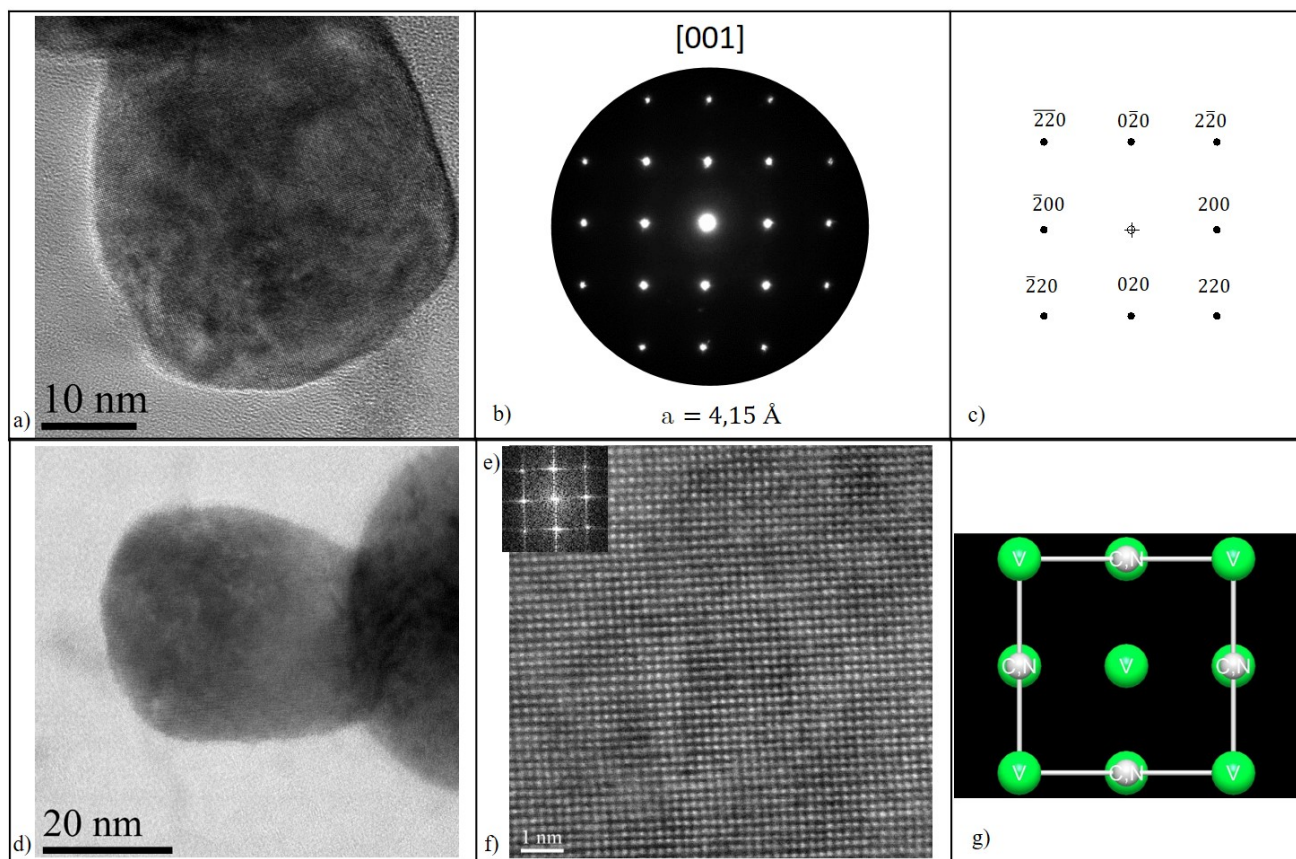 10 nm
a)
[001]
b)
a = 4,15 Å
2̅2̅0 02̅0 22̅0
2̅00 200
2̅20 020 220
c)
20 nm
d)
e)
1 nm
f)
V C,N V
C,N V C,N
V C,N V
g)